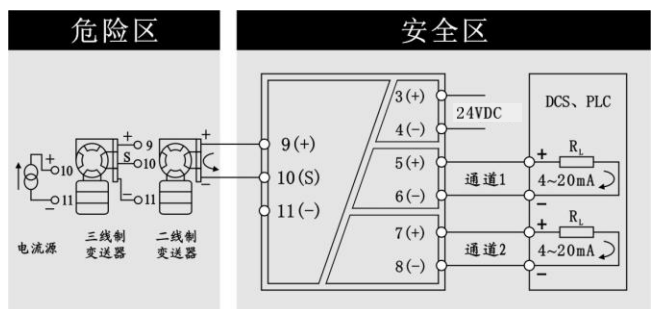 危险区
安全区
3(+)
24VDC
4(-)
DCS、PLC
+ 9
S 10
- 11
+ 10
- 11
+
-
9(+)
10(S)
11(-)
5(+)
通道1
6(-)
+ R_L
4~20mA
-
7(+)
通道2
8(-)
+ R_L
4~20mA
-
电流源
三线制
变送器
二线制
变送器